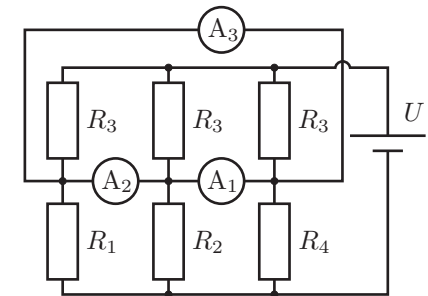 A₃
U
R₃ R₃ R₃
A₂ A₁
R₁ R₂ R₄